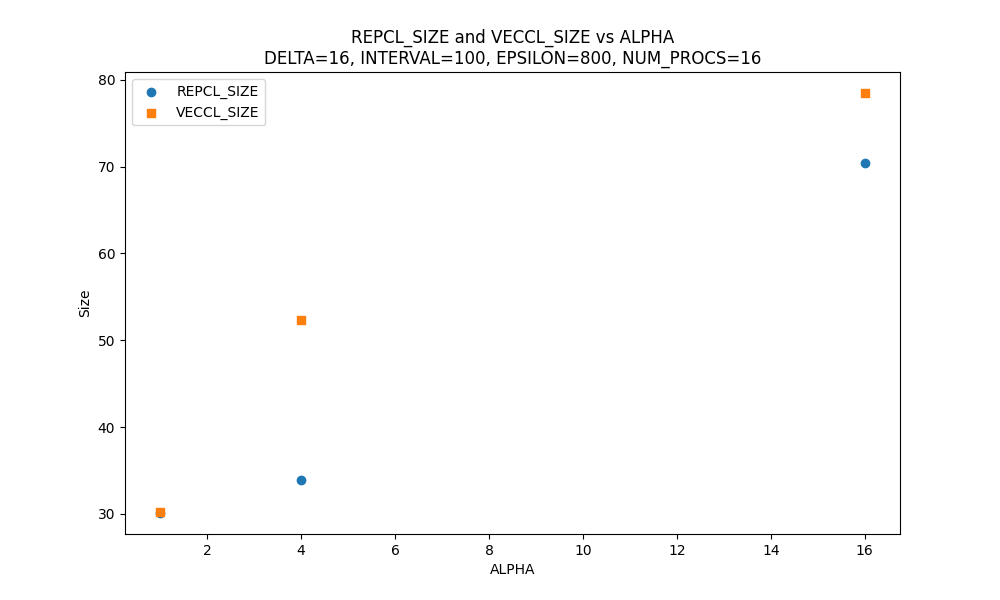 REPCL_SIZE and VECCL_SIZE vs ALPHA
DELTA=16, INTERVAL=100, EPSILON=800, NUM_PROCS=16
REPCL_SIZE
VECCL_SIZE
80
70
60
50
40
30
Size
2 4 6 8 10 12 14 16
ALPHA